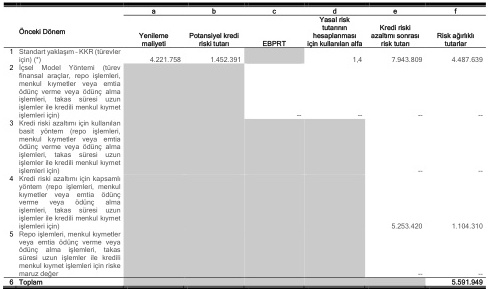 a b c d e f
Önceki Dönem
Yenileme maliyeti
Potansiyel kredi riski tutarı
EBPRT
Yasal risk tutarının hesaplanması için kullanılan alfa
Kredi riski azaltımı sonrası risk tutarı
Risk ağırlıklı tutarlar
1 Standart yaklaşım - KKR (türevler
için) (*) 4.221.758 1.452.391 1,4 7.943.809 4.487.639
2 İçsel Model Yöntemi (türev
finansal araçlar, repo işlemleri,
menkul kıymetler veya emtia
ödünç verme veya ödünç alma
işlemleri, takas süresi uzun
işlemler ile kredili menkul kıymet
işlemleri için) -- -- -- --
3 Kredi riski azaltımı için kullanılan
basit yöntem (repo işlemleri,
menkul kıymetler veya emtia
ödünç verme veya ödünç alma
işlemleri, takas süresi uzun
işlemler ile kredili menkul kıymet
işlemleri için) -- --
4 Kredi riski azaltımı için kapsamlı
yöntem (repo işlemleri, menkul
kıymetler veya emtia ödünç
verme veya ödünç alma
işlemleri, takas süresi uzun
işlemler ile kredili menkul kıymet
işlemleri için) 5.253.420 1.104.310
5 Repo işlemleri, menkul kıymetler
veya emtia ödünç verme veya
ödünç alma işlemleri, takas
süresi uzun işlemler ile kredili
menkul kıymet işlemleri için riske
maruz değer -- --
6 Toplam 5.591.949